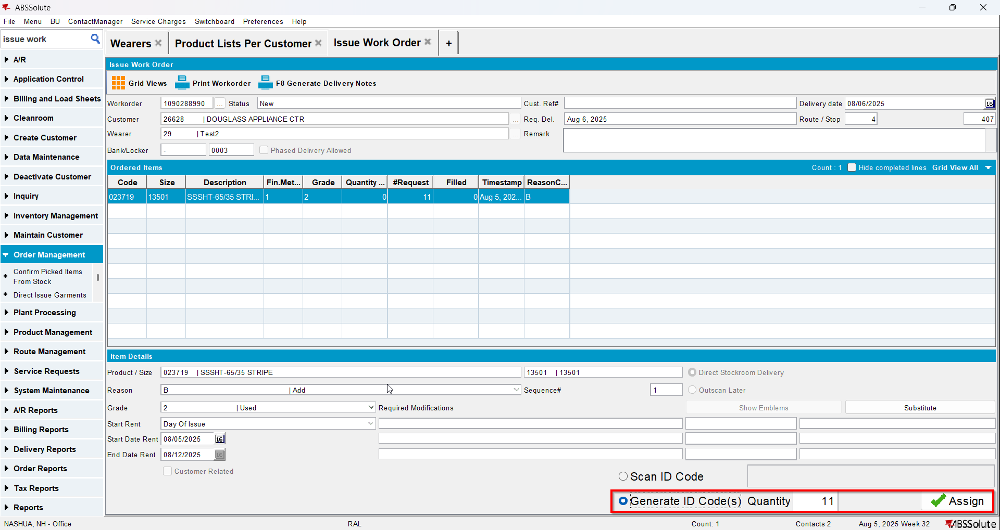 ABSSolute
File Menu BU ContactManager Service Charges Switchboard Preferences Help
issue work
Wearers
Product Lists Per Customer
Issue Work Order
+
A/R
Application Control
Billing and Load Sheets
Cleanroom
Create Customer
Data Maintenance
Deactivate Customer
Inquiry
Inventory Management
Maintain Customer
Order Management
Confirm Picked Items
From Stock
Direct Issue Garments
Plant Processing
Product Management
Route Management
Service Requests
System Maintenance
A/R Reports
Billing Reports
Delivery Reports
Order Reports
Tax Reports
Reports
Issue Work Order
Grid Views Print Workorder F8 Generate Delivery Notes
Workorder 1090288990 ... Status New Cust. Ref# Delivery date 08/06/2025 16
Customer 26628 | DOUGLASS APPLIANCE CTR ... Req. Del. Aug 6, 2025 Route / Stop 4 407
Wearer 29 | Test2 ... Remark
Bank/Locker - 0003 Phased Delivery Allowed
Ordered Items Count : 1 Hide completed lines Grid View All
Code Size Description Fin.Met... Grade Quantity ... #Request Filled Timestamp ReasonC...
023719 13501 SSSHT-65/35 STRI... 1 2 0 11 0 Aug 5, 202... B
Item Details
Product / Size 023719 | SSSHT-65/35 STRIPE 13501 | 13501 Direct Stockroom Delivery
Reason B | Add Sequence# 1 Outscan Later
Grade 2 | Used Required Modifications Show Emblems Substitute
Start Rent Day Of Issue
Start Date Rent 08/05/2025 16
End Date Rent 08/12/2025 16
Customer Related
Scan ID Code
Generate ID Code(s) Quantity 11 Assign
NASHUA, NH - Office RAL Count: 1 Contacts 2 Aug 5, 2025 Week 32 ABSSolute